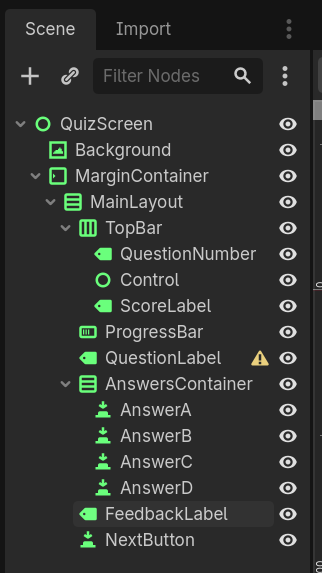 Scene Import
Filter Nodes
QuizScreen
Background
MarginContainer
MainLayout
TopBar
QuestionNumber
Control
ScoreLabel
ProgressBar
QuestionLabel
AnswersContainer
AnswerA
AnswerB
AnswerC
AnswerD
FeedbackLabel
NextButton